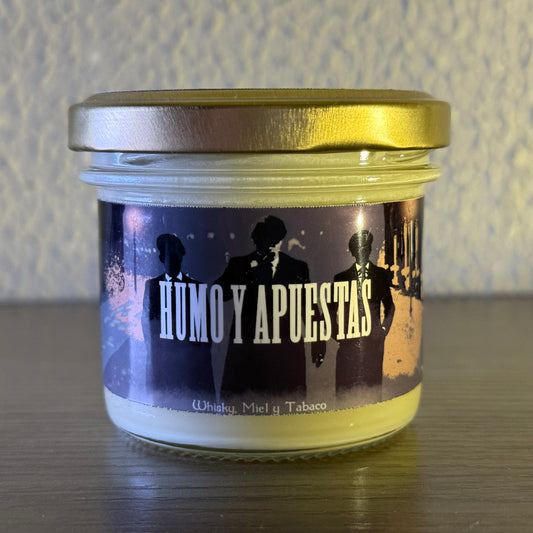 HUMO Y APUESTAS
Whisky, Miel y Tabaco